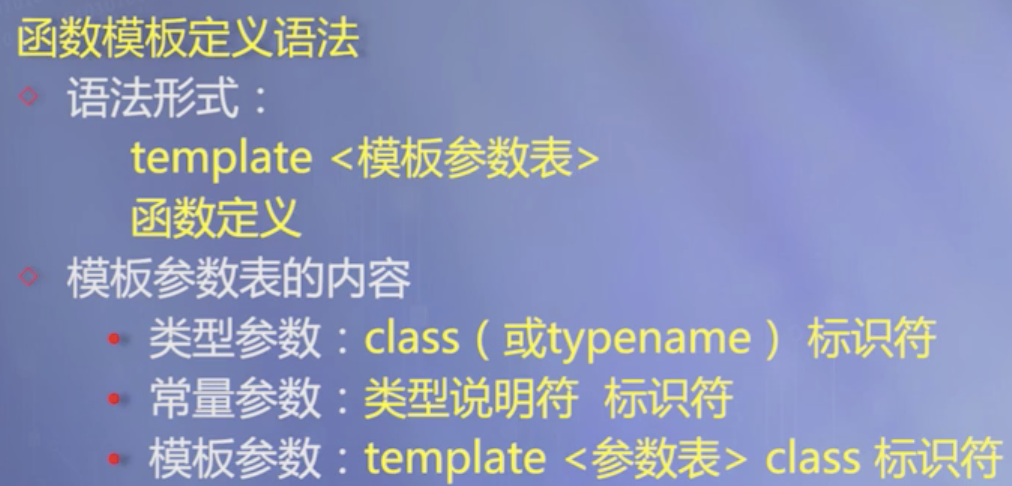 函数模板定义语法
语法形式：
template <模板参数表>
函数定义
模板参数表的内容
类型参数：class（或typename） 标识符
常量参数：类型说明符 标识符
模板参数：template <参数表> class 标识符